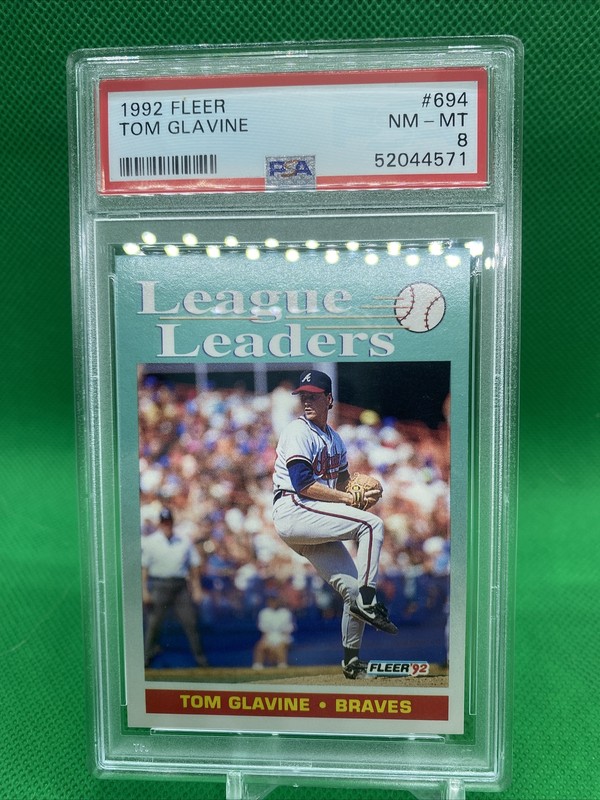 1992 FLEER #694
TOM GLAVINE NM - MT
8
PSA 52044571
League
Leaders
A
FLEER '92
TOM GLAVINE • BRAVES